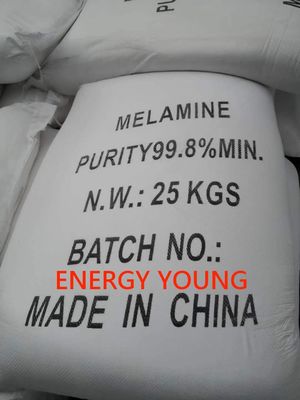 MELAMINE
PURITY99.8%MIN.
N.W.: 25 KGS
BATCH NO.:
ENERGY YOUNG
MADE IN CHINA